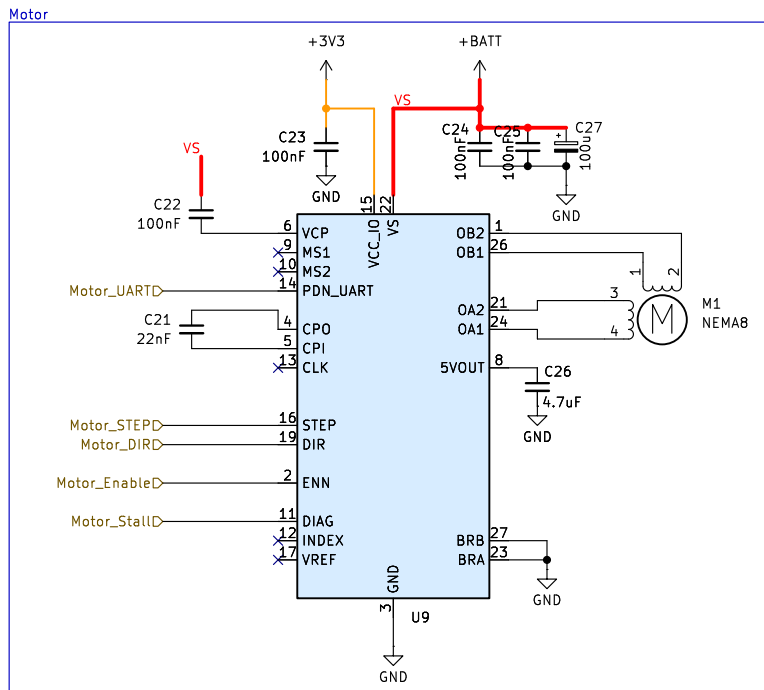 Motor
+3V3
+BATT
VS
C23
100nF
GND
C24
100nF
C25
100nF
C27
100u
+
GND
VS
C22
100nF
15
VCC_IO
22
VS
6
VCP
9
MS1
10
MS2
Motor_UART
14
PDN_UART
C21
22nF
4
CPO
5
CPI
13
CLK
Motor_STEP
16
STEP
Motor_DIR
19
DIR
Motor_Enable
2
ENN
Motor_Stall
11
DIAG
12
INDEX
17
VREF
OB2
1
OB1
26
1
2
OA2
21
3
OA1
24
4
M
M1
NEMA8
5VOUT
8
C26
4.7uF
GND
BRB
27
BRA
23
GND
GND
3
U9
GND